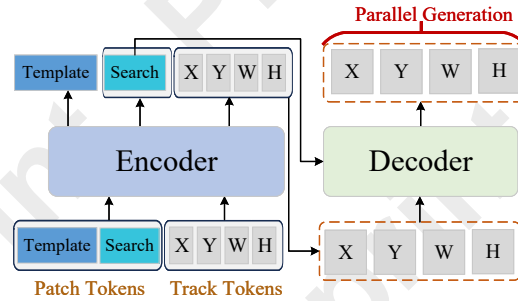 Parallel Generation
Template Search X Y W H
X Y W H
Encoder
Decoder
Template Search X Y W H
X Y W H
Patch Tokens Track Tokens